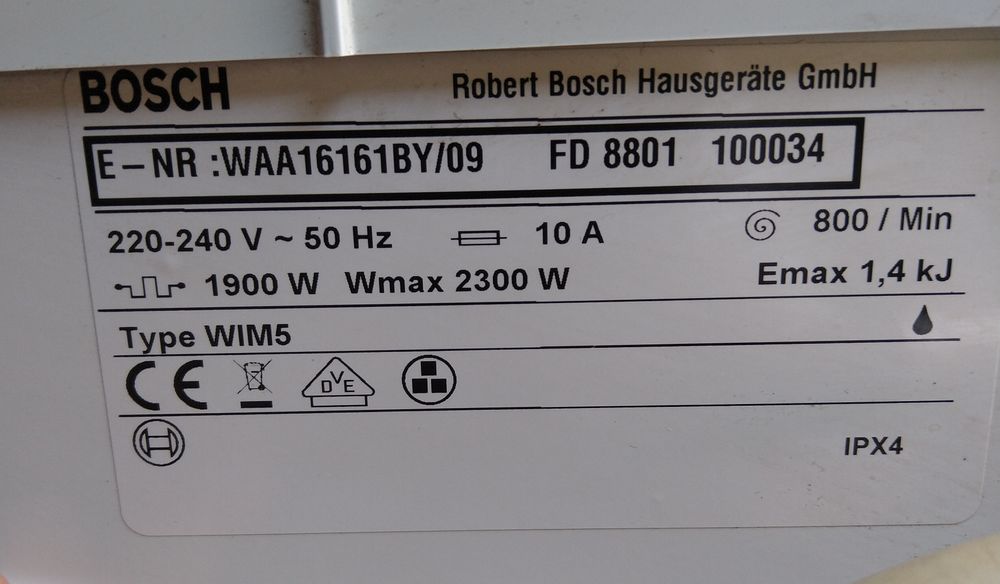 BOSCH Robert Bosch Hausgeräte GmbH
E-NR :WAA16161BY/09 FD 8801 100034
220-240 V ~ 50 Hz 10 A 800 / Min
1900 W Wmax 2300 W Emax 1,4 kJ
Type WIM5
CE DVE
IPX4